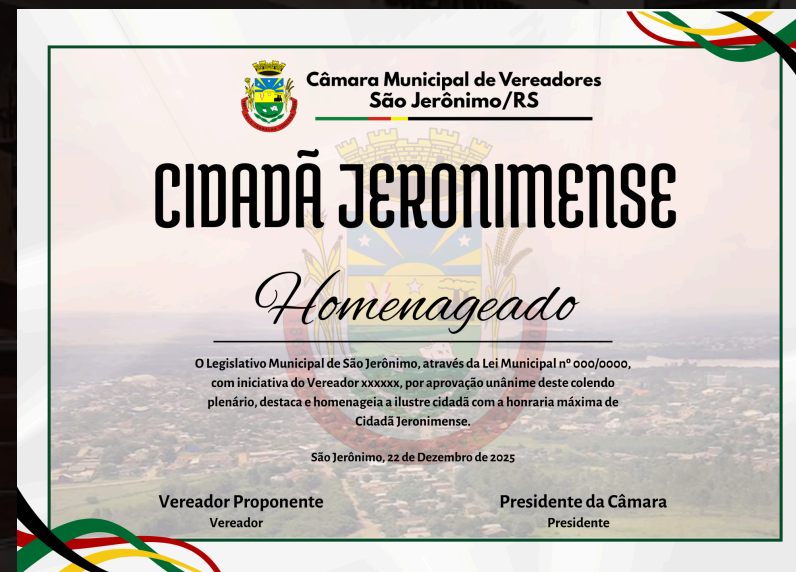 Câmara Municipal de Vereadores
São Jerônimo/RS
CIDADÃ JERONIMENSE
Homenageado
O Legislativo Municipal de São Jerônimo, através da Lei Municipal nº 000/0000,
com iniciativa do Vereador xxxxxx, por aprovação unânime deste colendo
plenário, destaca e homenageia a ilustre cidadã com a honraria máxima de
Cidadã Jeronimense.
São Jerônimo, 22 de Dezembro de 2025
Vereador Proponente
Vereador
Presidente da Câmara
Presidente